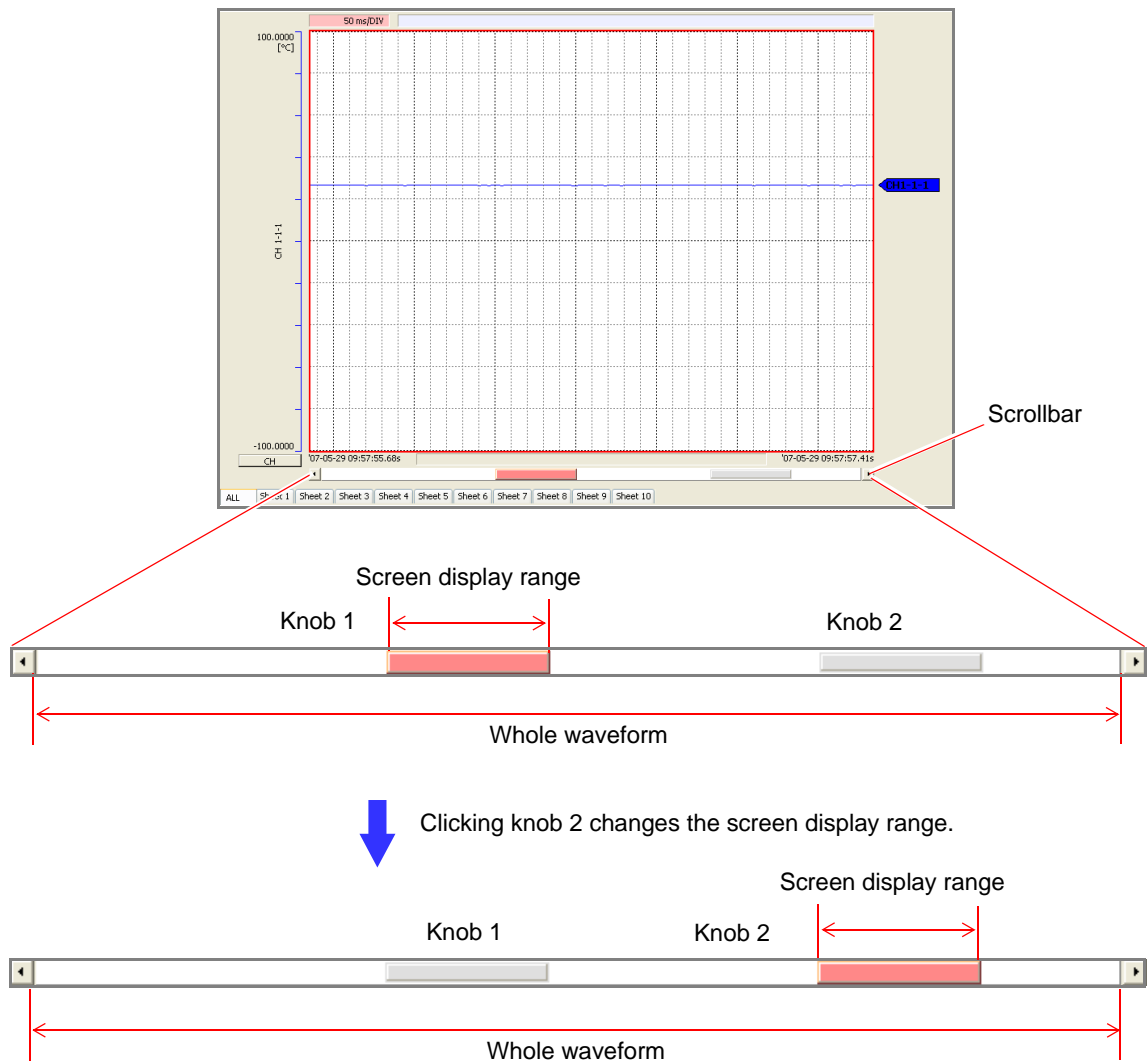 50 ms/DIV
100.0000
[°C]
CH 1-1-1
CH1 1-1
-100.0000
CH
'07-05-29 09:57:55.68s
'07-05-29 09:57:57.41s
Scrollbar
ALL Sheet 1 Sheet 2 Sheet 3 Sheet 4 Sheet 5 Sheet 6 Sheet 7 Sheet 8 Sheet 9 Sheet 10
Screen display range
Knob 1
Knob 2
Whole waveform
Clicking knob 2 changes the screen display range.
Screen display range
Knob 1
Knob 2
Whole waveform